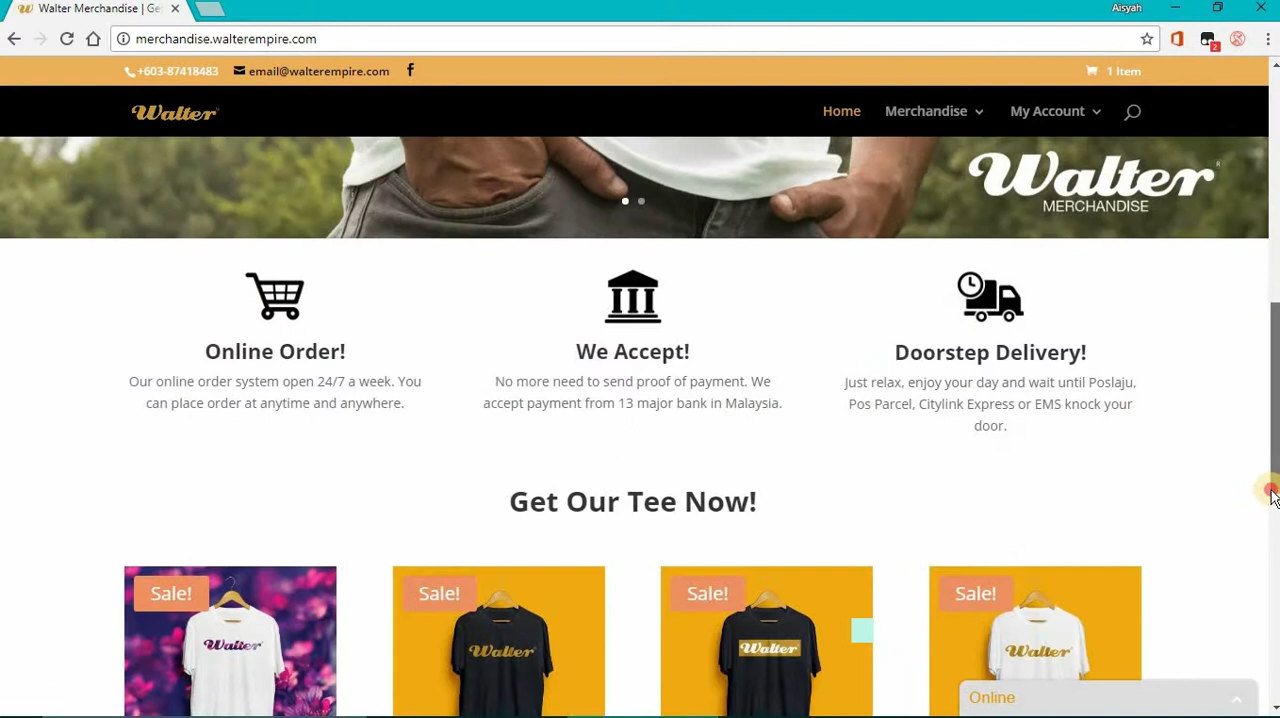 Walter Merchandise | Ge
Aisyah
merchandise.walterempire.com
2
+603-87418483
email@walterempire.com
1 Item
Walter
Home
Merchandise
My Account
Walter
MERCHANDISE
Online Order!
Our online order system open 24/7 a week. You
can place order at anytime and anywhere.
We Accept!
No more need to send proof of payment. We
accept payment from 13 major bank in Malaysia.
Doorstep Delivery!
Just relax, enjoy your day and wait until Poslaju,
Pos Parcel, Citylink Express or EMS knock your
door.
Get Our Tee Now!
Sale!
Walter
Sale!
Walter
Sale!
Walter
Sale!
Walter
Online